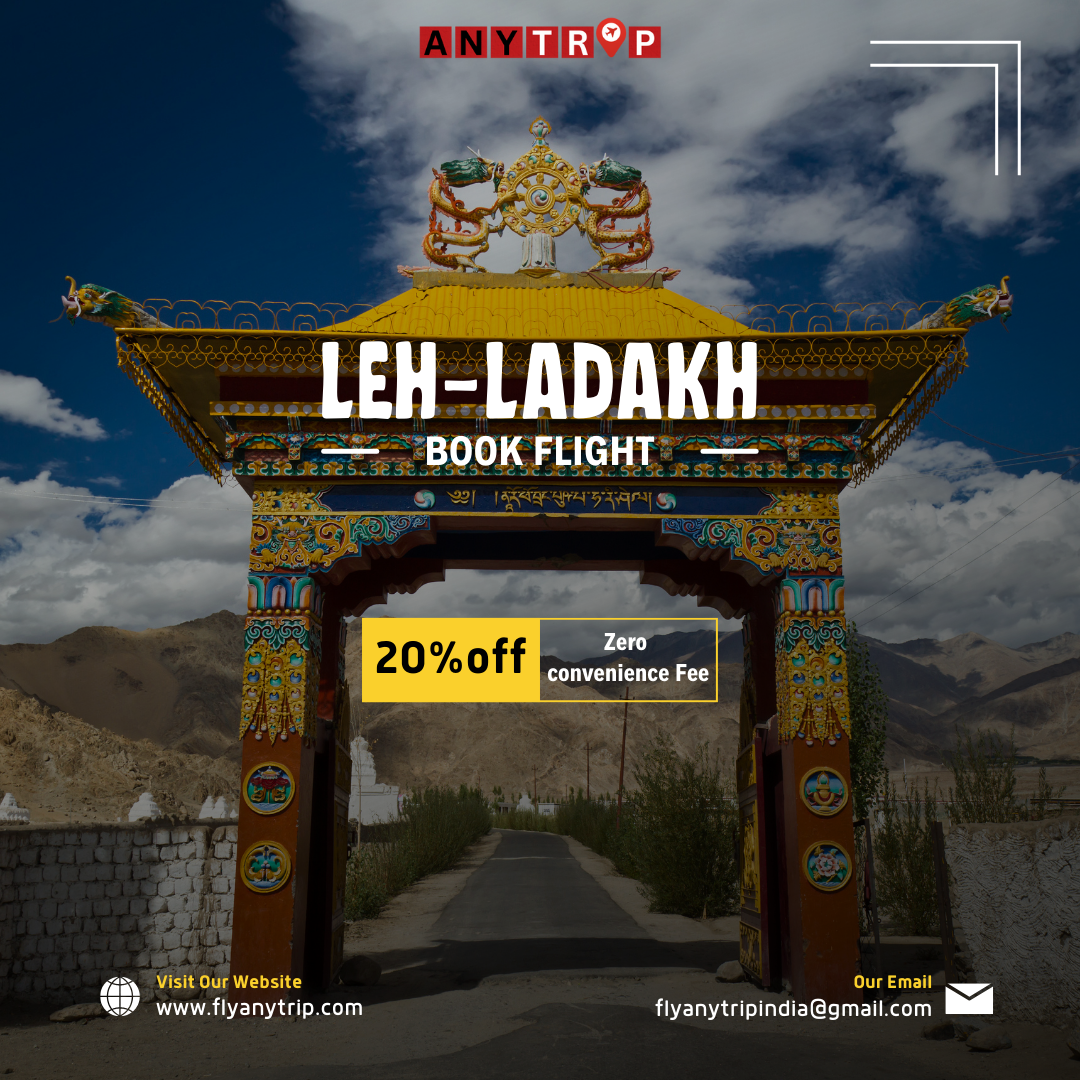 ANYTRIP
LEH-LADAKH
BOOK FLIGHT
20%off
Zero
convenience Fee
Visit Our Website
www.flyanytrip.com
Our Email
flyanytripindia@gmail.com